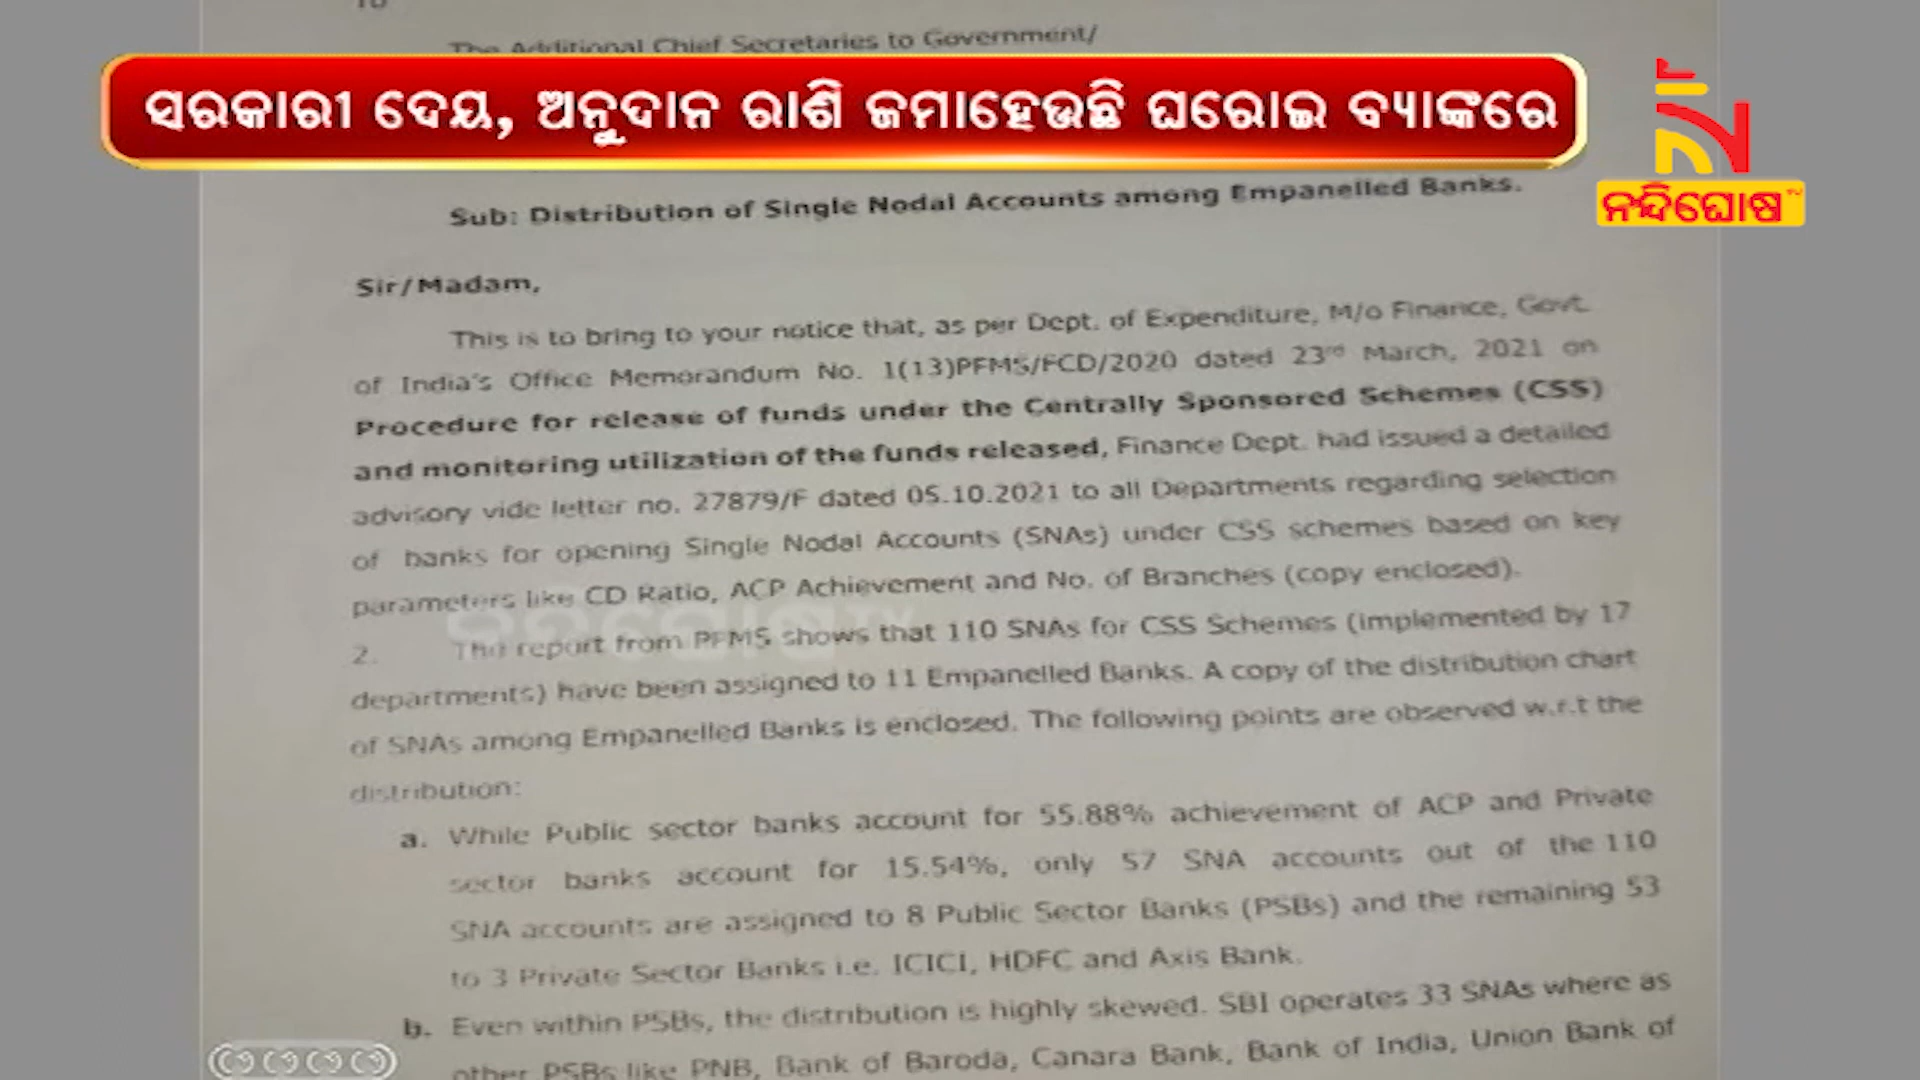 The Additional Chief Secretaries to Government/
ସରକାରୀ ଦେୟ, ଅନୁଦାନ ରାଶି ଜମାହେଉଛି ଘରୋଇ ବ୍ୟାଙ୍କରେ
ନନ୍ଦିଘୋଷ TV
Sub: Distribution of Single Nodal Accounts among Empanelled Banks.
Sir/Madam,
This is to bring to your notice that, as per Dept. of Expenditure, M/o Finance, Govt.
of India's Office Memorandum No. 1(13)PFMS/FCD/2020 dated 23rd March, 2021 on
Procedure for release of funds under the Centrally Sponsored Schemes (CSS)
and monitoring utilization of the funds released, Finance Dept. had issued a detailed
advisory vide letter no. 27879/F dated 05.10.2021 to all Departments regarding selection
of banks for opening Single Nodal Accounts (SNAs) under CSS schemes based on key
parameters like CD Ratio, ACP Achievement and No. of Branches (copy enclosed).
2. The report from PFMS shows that 110 SNAs for CSS Schemes (implemented by 17
departments) have been assigned to 11 Empanelled Banks. A copy of the distribution chart
of SNAs among Empanelled Banks is enclosed. The following points are observed w.r.t the
distribution:
a. While Public sector banks account for 55.88% achievement of ACP and Private
sector banks account for 15.54%, only 57 SNA accounts out of the 110
SNA accounts are assigned to 8 Public Sector Banks (PSBs) and the remaining 53
to 3 Private Sector Banks i.e. ICICI, HDFC and Axis Bank.
b. Even within PSBs, the distribution is highly skewed. SBI operates 33 SNAs where as
other PSBs like PNB, Bank of Baroda, Canara Bank, Bank of India, Union Bank of